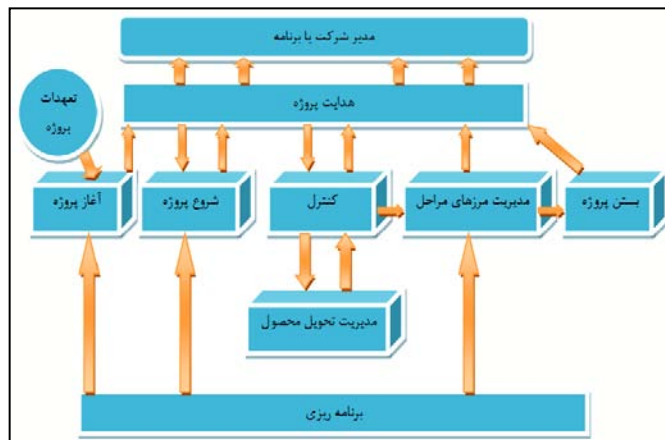 مدیر شرکت یا برنامه
هدایت پروژه
تعهدات
پروژه
آغاز پروژه
شروع پروژه
کنترل
مدیریت مرزهای مراحل
بستن پروژه
مدیریت تحویل محصول
برنامه ریزی